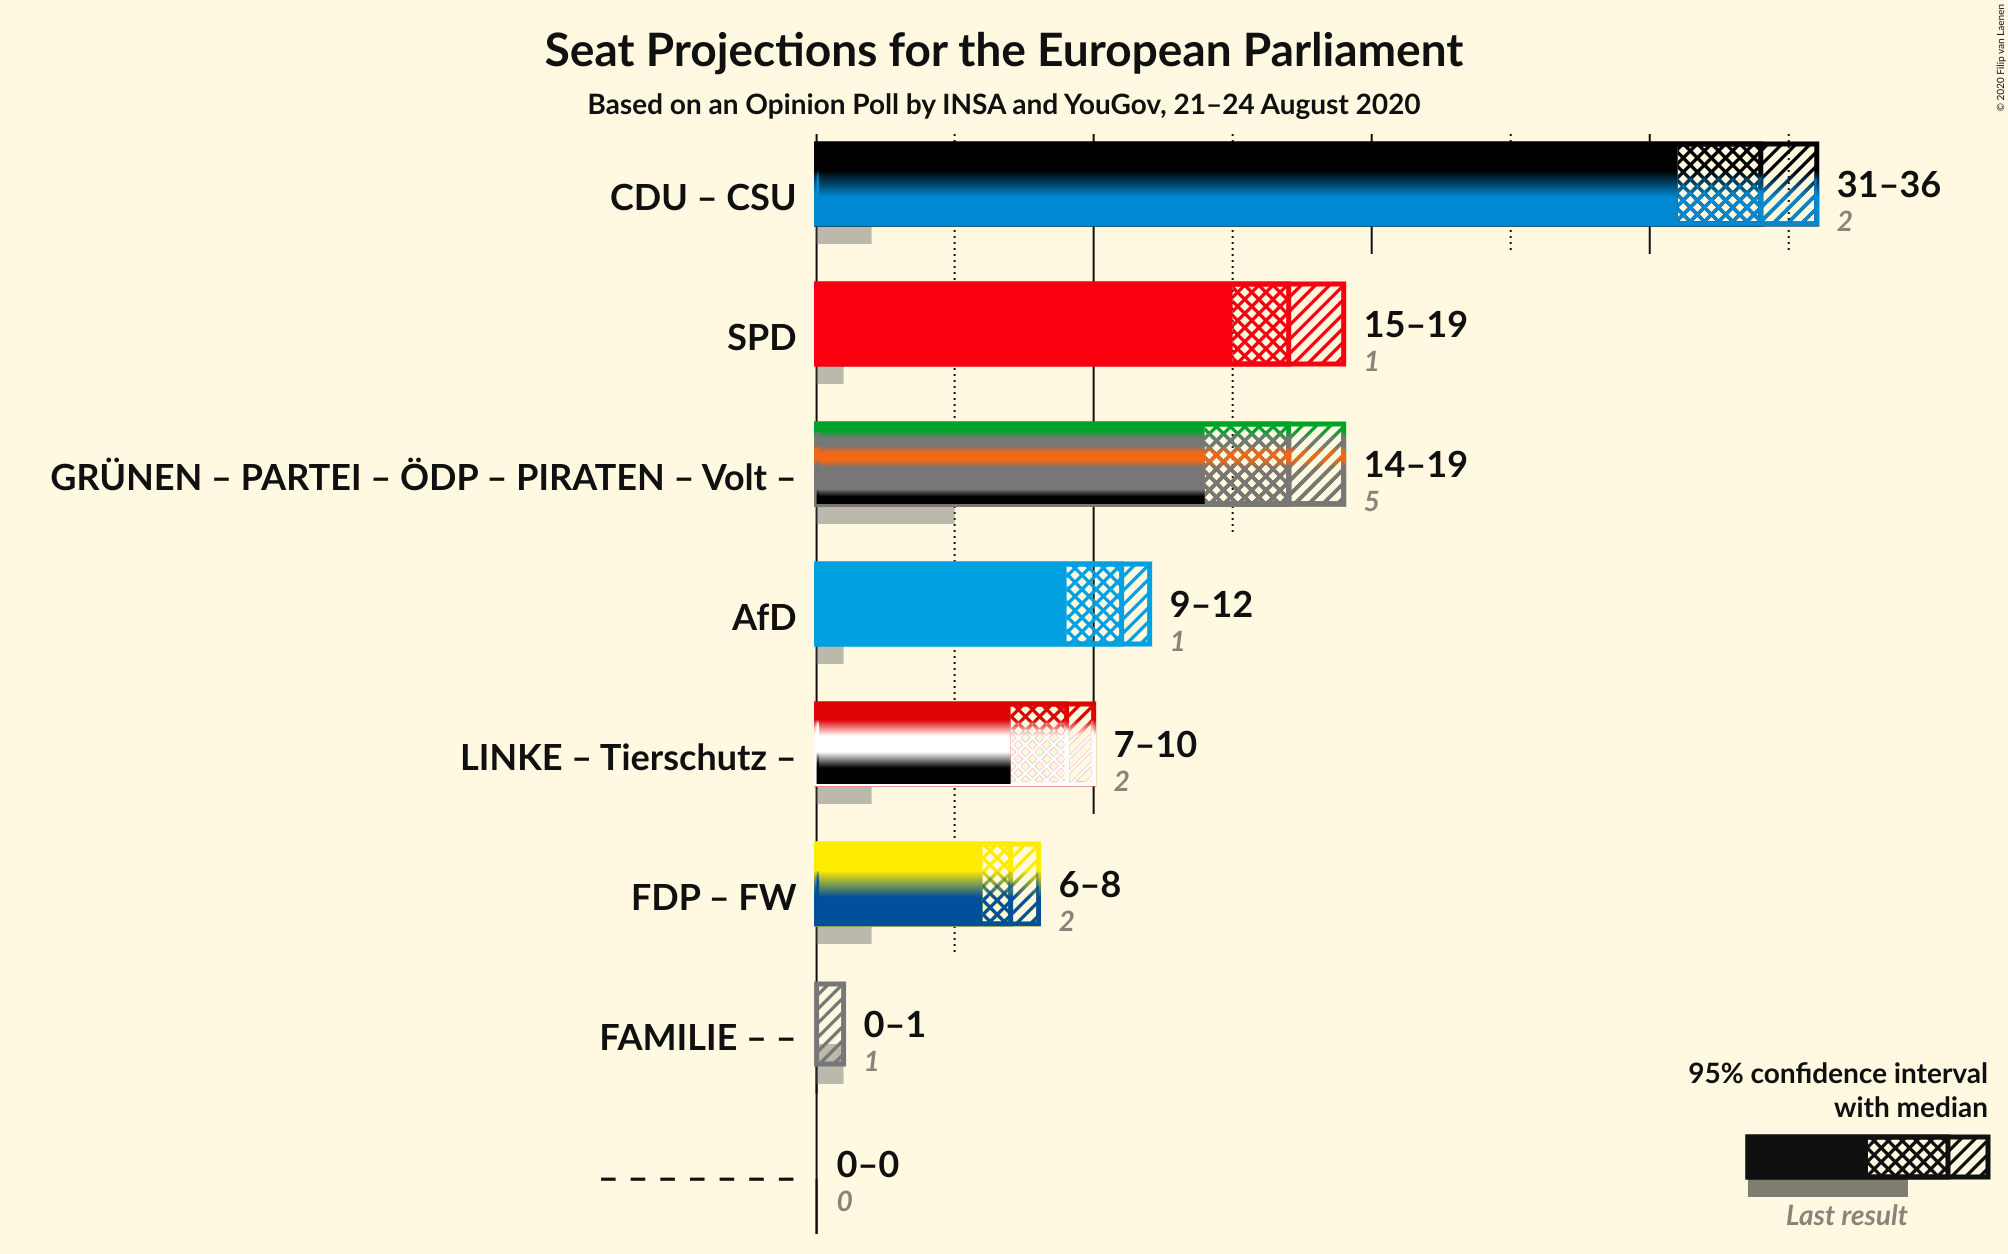 Seat Projections for the European Parliament
Based on an Opinion Poll by INSA and YouGov, 21–24 August 2020
© 2020 Filip van Laenen
CDU – CSU
31–36
2
SPD
15–19
1
GRÜNEN – PARTEI – ÖDP – PIRATEN – Volt –
14–19
5
AfD
9–12
1
LINKE – Tierschutz –
7–10
2
FDP – FW
6–8
2
FAMILIE – –
0–1
1
– – – – – – –
0–0
0
95% confidence interval
with median
Last result